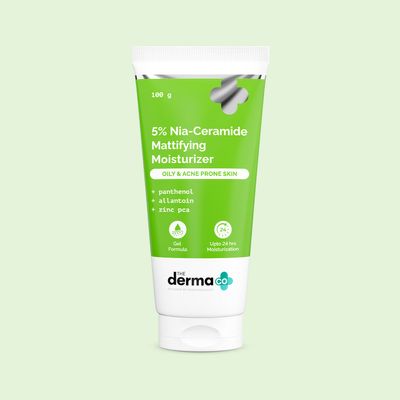 100 g
5% Nia-Ceramide
Mattifying
Moisturizer
OILY & ACNE PRONE SKIN
+ panthenol
+ allantoin
+ zinc pca
Gel
Formula
24
Upto 24 hrs
Moisturization
THE
derma co